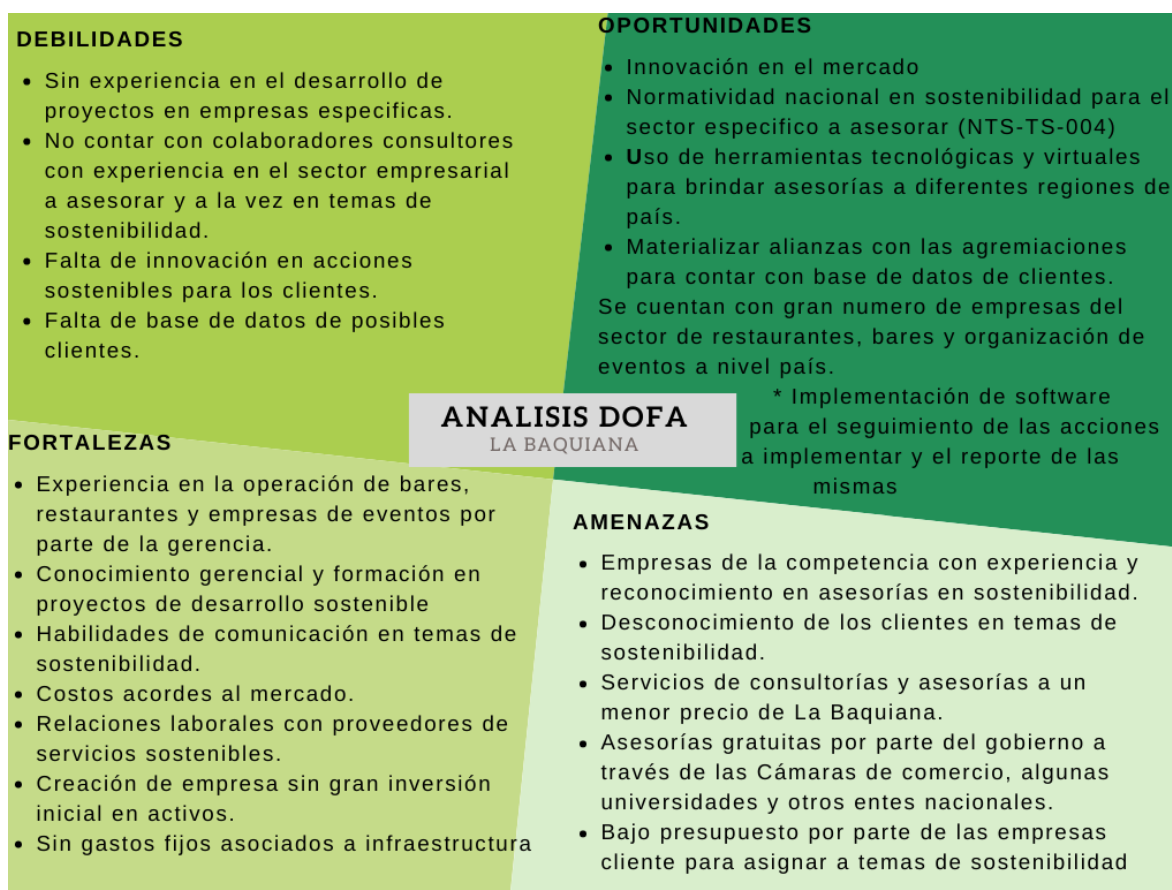 DEBILIDADES
• Sin experiencia en el desarrollo de
proyectos en empresas especificas.
• No contar con colaboradores consultores
con experiencia en el sector empresarial
a asesorar y a la vez en temas de
sostenibilidad.
• Falta de innovación en acciones
sostenibles para los clientes.
• Falta de base de datos de posibles
clientes.
OPORTUNIDADES
• Innovación en el mercado
• Normatividad nacional en sostenibilidad para el
sector especifico a asesorar (NTS-TS-004)
• Uso de herramientas tecnológicas y virtuales
para brindar asesorías a diferentes regiones de
país.
• Materializar alianzas con las agremiaciones
para contar con base de datos de clientes.
Se cuentan con gran numero de empresas del
sector de restaurantes, bares y organización de
eventos a nivel país.
* Implementación de software
para el seguimiento de las acciones
a implementar y el reporte de las
mismas
ANALISIS DOFA
LA BAQUIANA
FORTALEZAS
• Experiencia en la operación de bares,
restaurantes y empresas de eventos por
parte de la gerencia.
• Conocimiento gerencial y formación en
proyectos de desarrollo sostenible
• Habilidades de comunicación en temas de
sostenibilidad.
• Costos acordes al mercado.
• Relaciones laborales con proveedores de
servicios sostenibles.
• Creación de empresa sin gran inversión
inicial en activos.
• Sin gastos fijos asociados a infraestructura
AMENAZAS
• Empresas de la competencia con experiencia y
reconocimiento en asesorías en sostenibilidad.
• Desconocimiento de los clientes en temas de
sostenibilidad.
• Servicios de consultorías y asesorías a un
menor precio de La Baquiana.
• Asesorías gratuitas por parte del gobierno a
través de las Cámaras de comercio, algunas
universidades y otros entes nacionales.
• Bajo presupuesto por parte de las empresas
cliente para asignar a temas de sostenibilidad